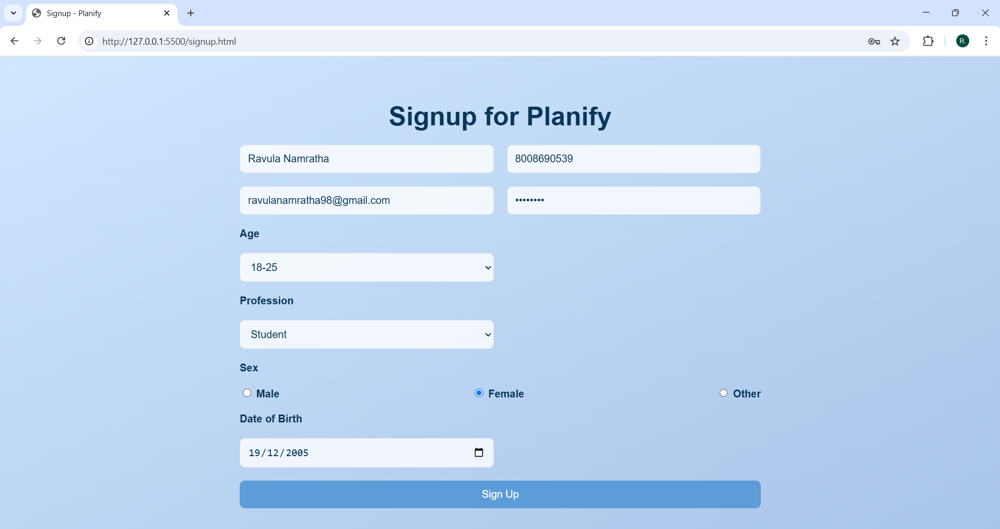 Signup - Planify
http://127.0.0.1:5500/signup.html
R.
Signup for Planify
Ravula Namratha
8008690539
ravulanamratha98@gmail.com
••••••••
Age
18-25
Profession
Student
Sex
Male Female Other
Date of Birth
19/12/2005
Sign Up